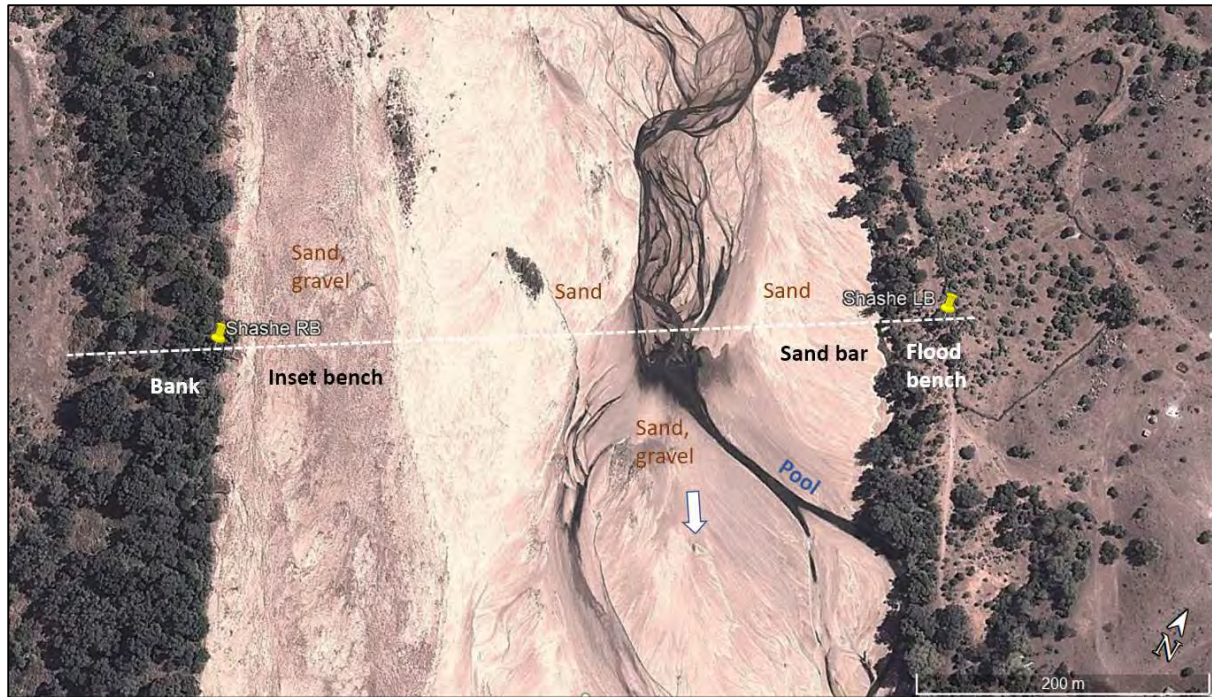 Sand,
gravel
Sand
Sand
Shashe LB
Shashe RB
Bank
Inset bench
Sand bar
Flood
bench
Sand,
gravel
Pool
N
200 m